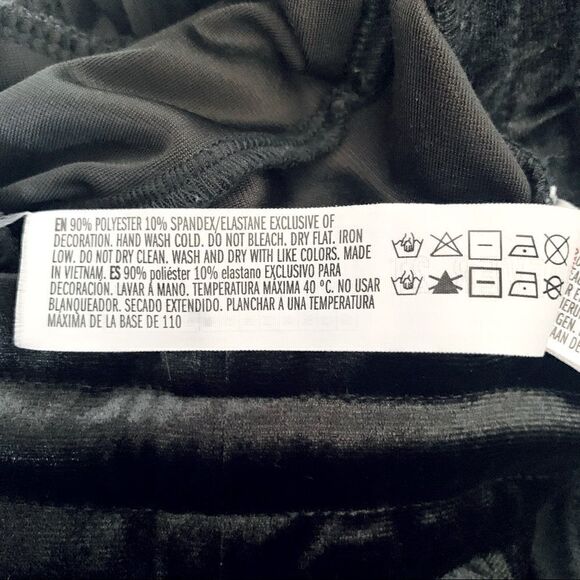 EN 90% POLYESTER 10% SPANDEX/ELASTANE EXCLUSIVE OF
DECORATION. HAND WASH COLD. DO NOT BLEACH. DRY FLAT. IRON
LOW. DO NOT DRY CLEAN. WASH AND DRY WITH LIKE COLORS. MADE
IN VIETNAM. ES 90% poliéster 10% elastano EXCLUSIVO PARA
DECORACIÓN. LAVAR Á MANO. TEMPERATURA MÁXIMA 40 ºC. NO USAR
BLANQUEADOR. SECADO EXTENDIDO. PLANCHAR A UNA TEMPERATURA
MÁXIMA DE LA BASE DE 110